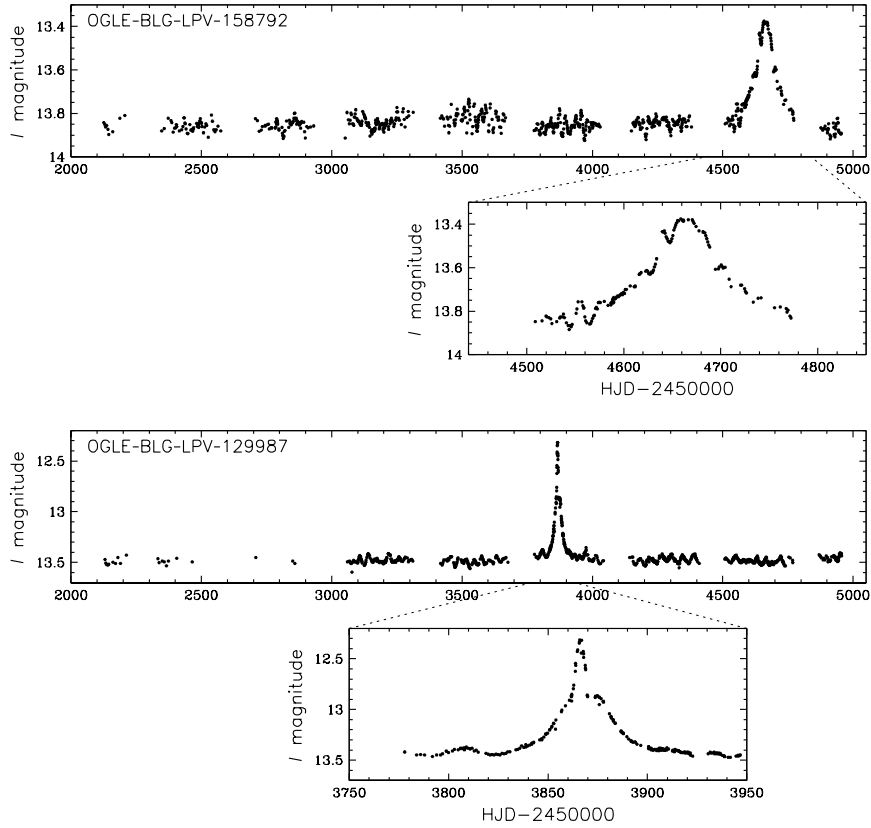 OGLE-BLG-LPV-158792
I magnitude
13.4
13.6
13.8
14
2000 2500 3000 3500 4000 4500 5000
I magnitude
13.4
13.6
13.8
14
4500 4600 4700 4800
HJD-2450000
OGLE-BLG-LPV-129987
I magnitude
12.5
13
13.5
2000 2500 3000 3500 4000 4500 5000
I magnitude
12.5
13
13.5
3750 3800 3850 3900 3950
HJD-2450000